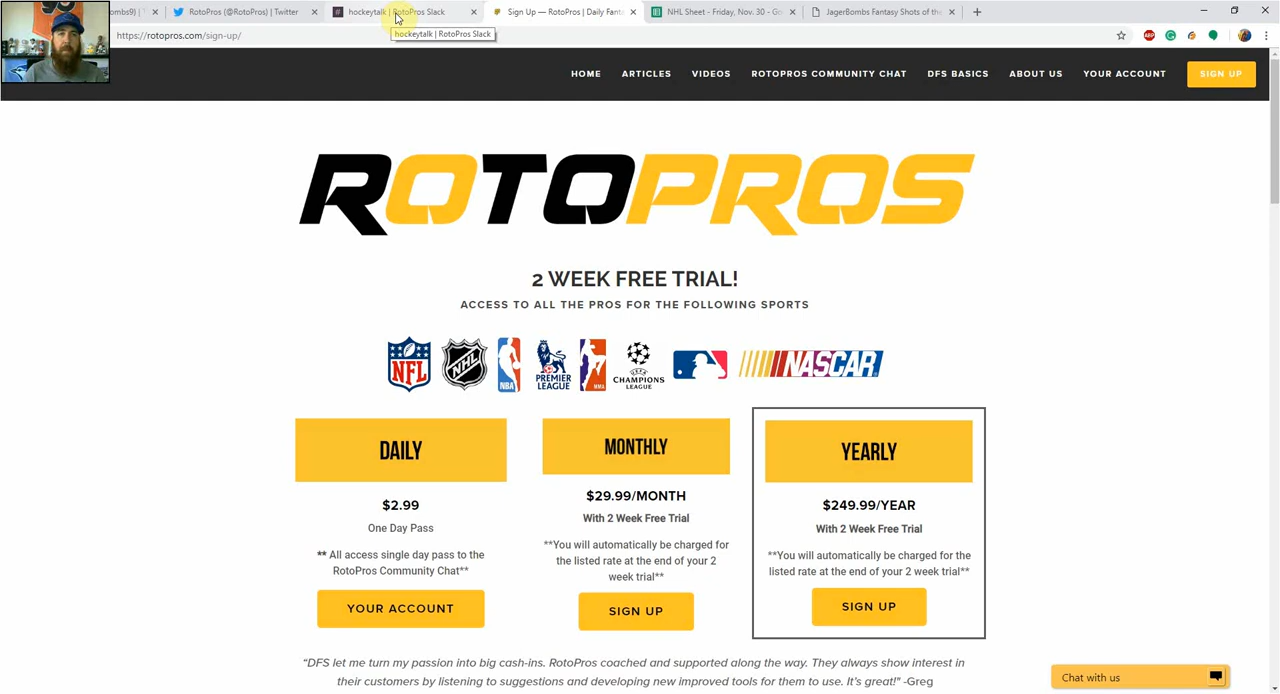 ombs9) | T
RotoPros (@RotoPros) | Twitter
hockeytalk | RotoPros Slack
Sign Up — RotoPros | Daily Fanta
NHL Sheet - Friday, Nov. 30 - Go
JagerBombs Fantasy Shots of the
https://rotopros.com/sign-up/
hockeytalk | RotoPros Slack
ABP
HOME ARTICLES VIDEOS ROTOPROS COMMUNITY CHAT DFS BASICS ABOUT US YOUR ACCOUNT SIGN UP
ROTOPROS
2 WEEK FREE TRIAL!
ACCESS TO ALL THE PROS FOR THE FOLLOWING SPORTS
NFL
NHL
NBA
PREMIER
LEAGUE
MMA
CHAMPIONS
LEAGUE
NASCAR
DAILY
$2.99
One Day Pass
** All access single day pass to the
RotoPros Community Chat**
YOUR ACCOUNT
MONTHLY
$29.99/MONTH
With 2 Week Free Trial
**You will automatically be charged for
the listed rate at the end of your 2
week trial**
SIGN UP
YEARLY
$249.99/YEAR
With 2 Week Free Trial
**You will automatically be charged for the
listed rate at the end of your 2 week trial**
SIGN UP
“DFS let me turn my passion into big cash-ins. RotoPros coached and supported along the way. They always show interest in
their customers by listening to suggestions and developing new improved tools for them to use. It’s great!" -Greg
Chat with us